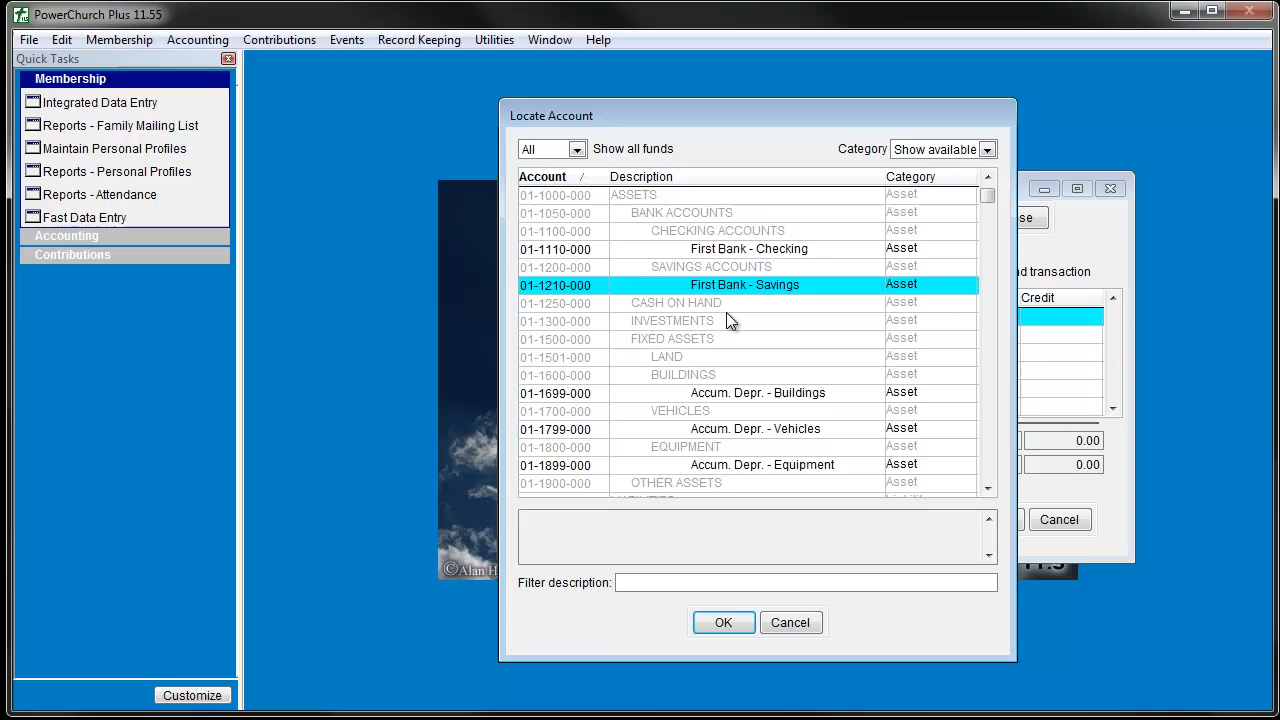 PowerChurch Plus 11.55
File Edit Membership Accounting Contributions Events Record Keeping Utilities Window Help
Quick Tasks
Membership
Integrated Data Entry
Reports - Family Mailing List
Maintain Personal Profiles
Reports - Personal Profiles
Reports - Attendance
Fast Data Entry
Accounting
Contributions
Customize
Locate Account
All Show all funds Category Show available
Account / Description Category
01-1000-000 ASSETS Asset
01-1050-000 BANK ACCOUNTS Asset
01-1100-000 CHECKING ACCOUNTS Asset
01-1110-000 First Bank - Checking Asset
01-1200-000 SAVINGS ACCOUNTS Asset
01-1210-000 First Bank - Savings Asset
01-1250-000 CASH ON HAND Asset
01-1300-000 INVESTMENTS Asset
01-1500-000 FIXED ASSETS Asset
01-1501-000 LAND Asset
01-1600-000 BUILDINGS Asset
01-1699-000 Accum. Depr. - Buildings Asset
01-1700-000 VEHICLES Asset
01-1799-000 Accum. Depr. - Vehicles Asset
01-1800-000 EQUIPMENT Asset
01-1899-000 Accum. Depr. - Equipment Asset
01-1900-000 OTHER ASSETS Asset
Filter description:
OK Cancel
se
nd transaction
Credit
0.00
0.00
Cancel
©Alan H
11.5